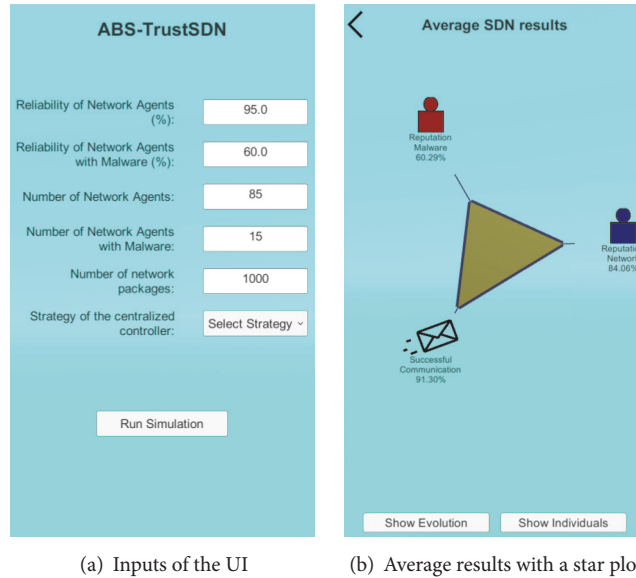 ABS-TrustSDN
Reliability of Network Agents
(%):
95.0
Reliability of Network Agents
with Malware (%):
60.0
Number of Network Agents:
85
Number of Network Agents
with Malware:
15
Number of network
packages:
1000
Strategy of the centralized
controller:
Select Strategy
Run Simulation
(a) Inputs of the UI
Average SDN results
Reputation
Malware
60.29%
Reputation
Network
84.06%
Successful
Communication
91.30%
Show Evolution
Show Individuals
(b) Average results with a star plo